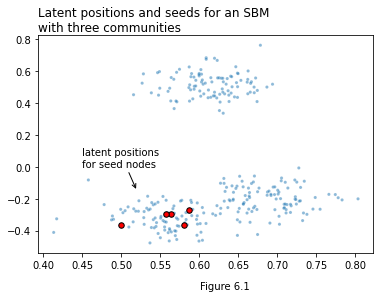 Latent positions and seeds for an SBM
with three communities
0.8
0.6
0.4
0.2
0.0
−0.2
−0.4
latent positions
for seed nodes
0.40 0.45 0.50 0.55 0.60 0.65 0.70 0.75 0.80
Figure 6.1